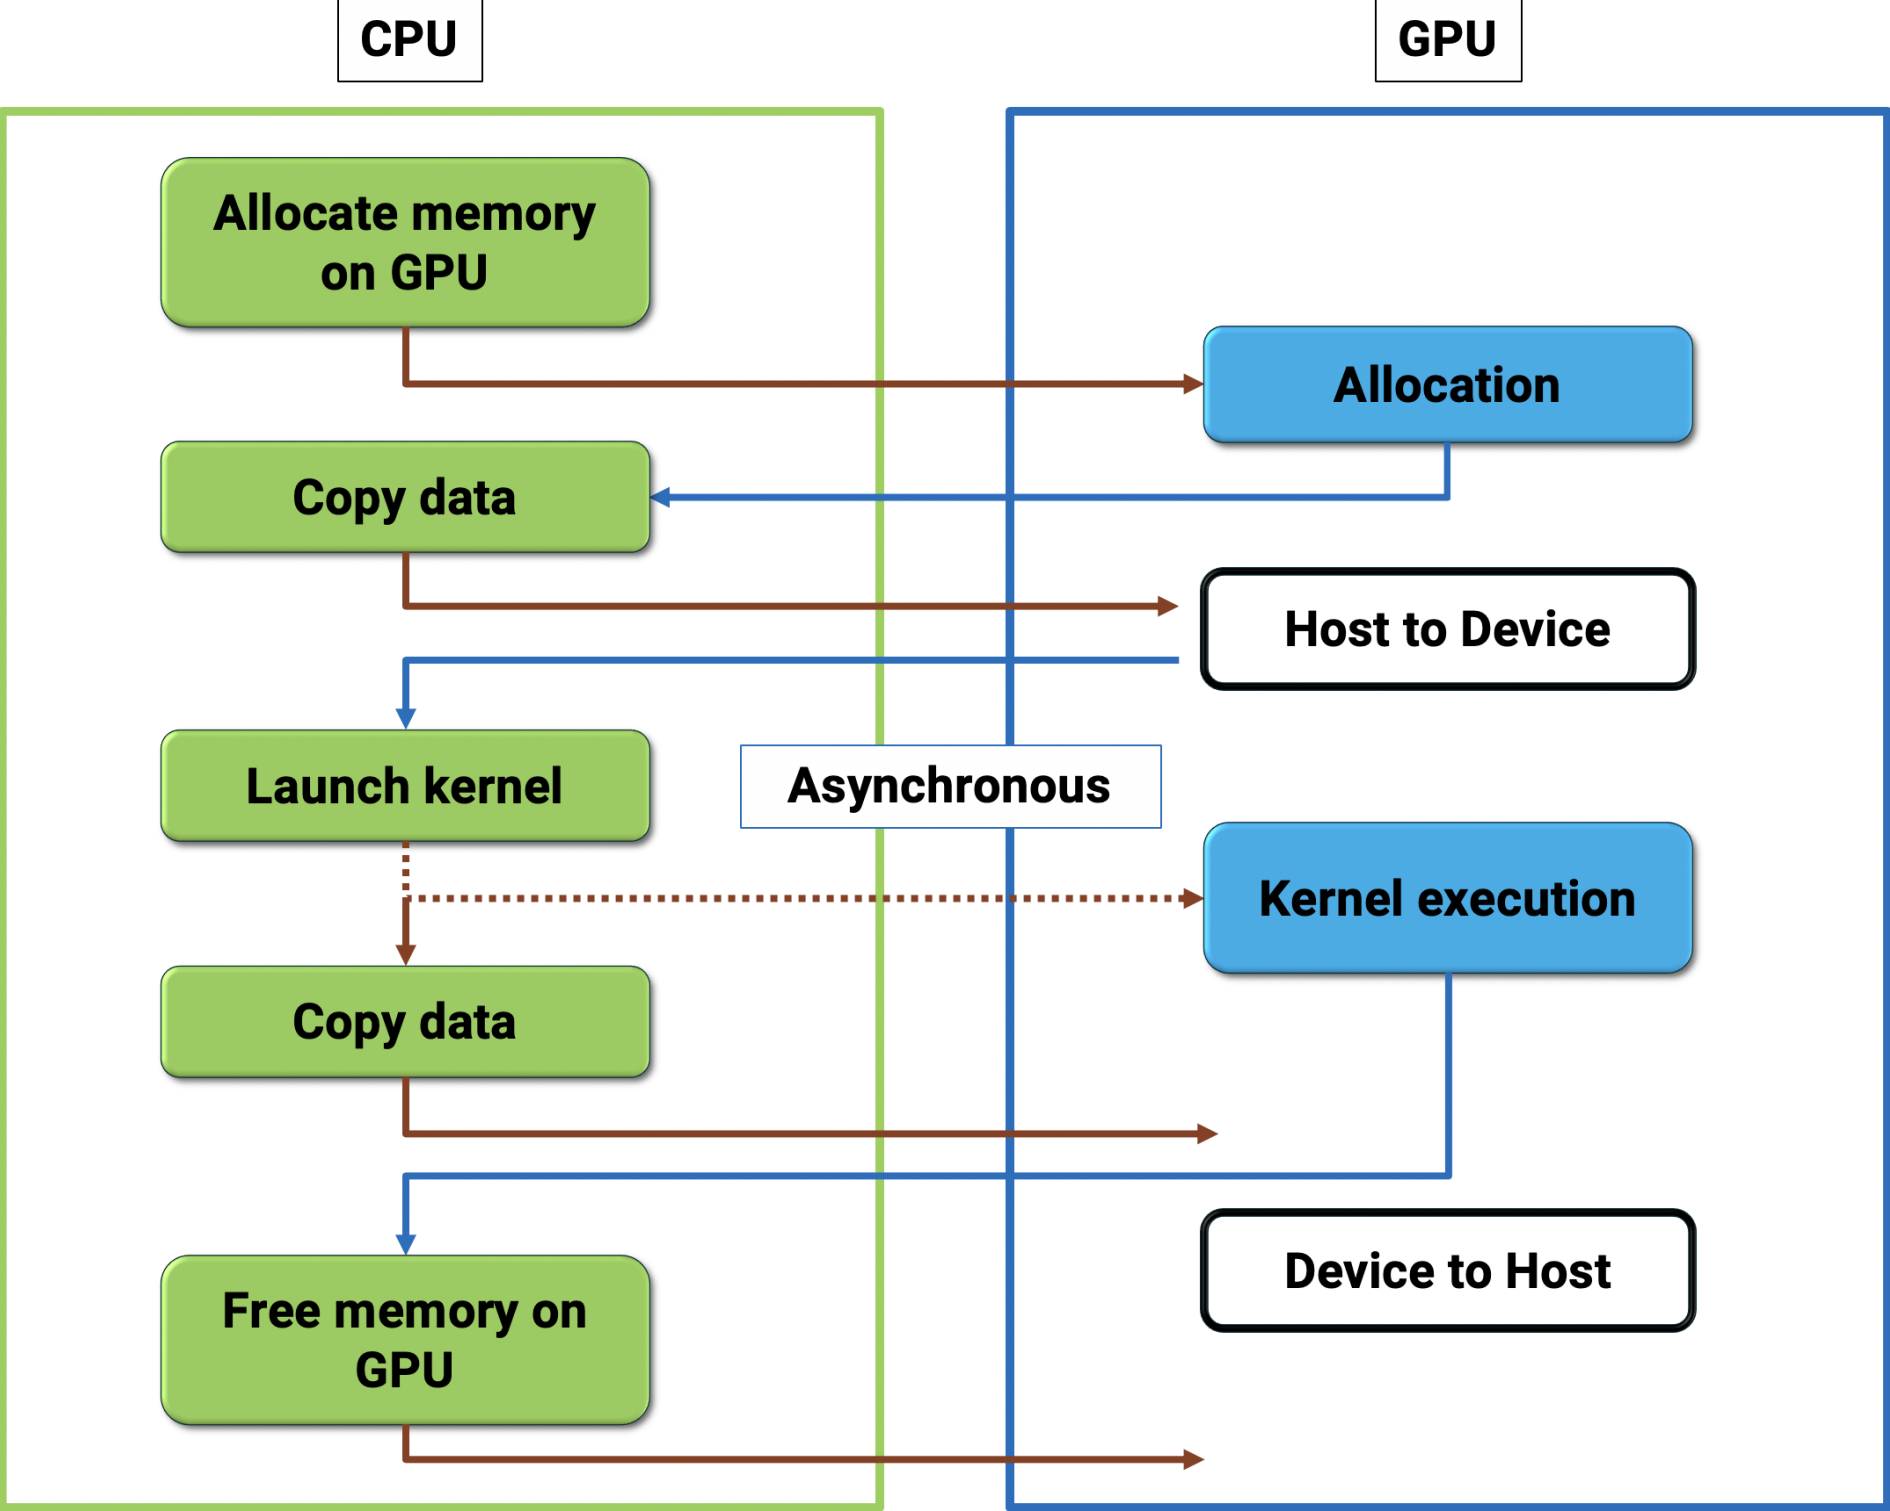 CPU
GPU
Allocate memory
on GPU
Allocation
Copy data
Host to Device
Launch kernel
Asynchronous
Kernel execution
Copy data
Device to Host
Free memory on
GPU